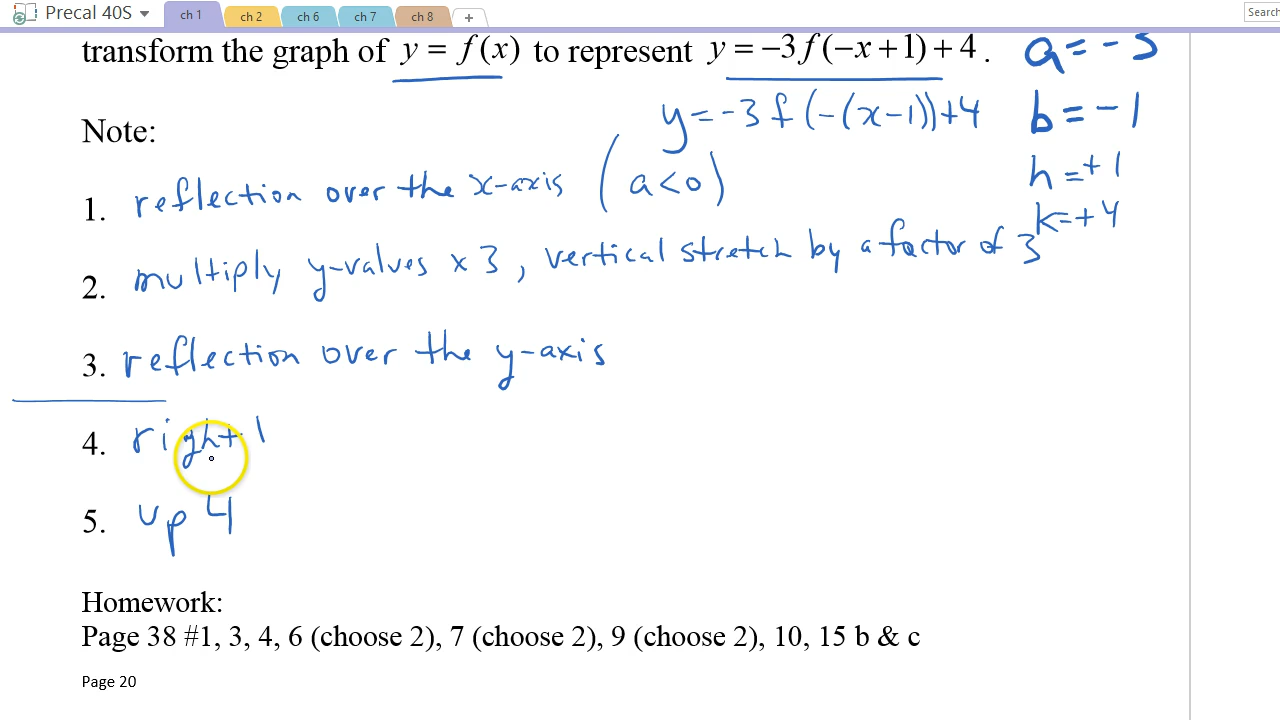 Precal 40S ch 1 ch 2 ch 6 ch 7 ch 8 +
Search
transform the graph of y = f(x) to represent y = −3f(−x+1)+4.
a = -3
y = -3 f (-(x-1))+4
b = -1
Note:
h = +1
1. reflection over the x-axis (a<0)
k = +4
2. multiply y-values x 3, vertical stretch by a factor of 3
3. reflection over the y-axis
4. right 1
5. up 4
Homework:
Page 38 #1, 3, 4, 6 (choose 2), 7 (choose 2), 9 (choose 2), 10, 15 b & c
Page 20